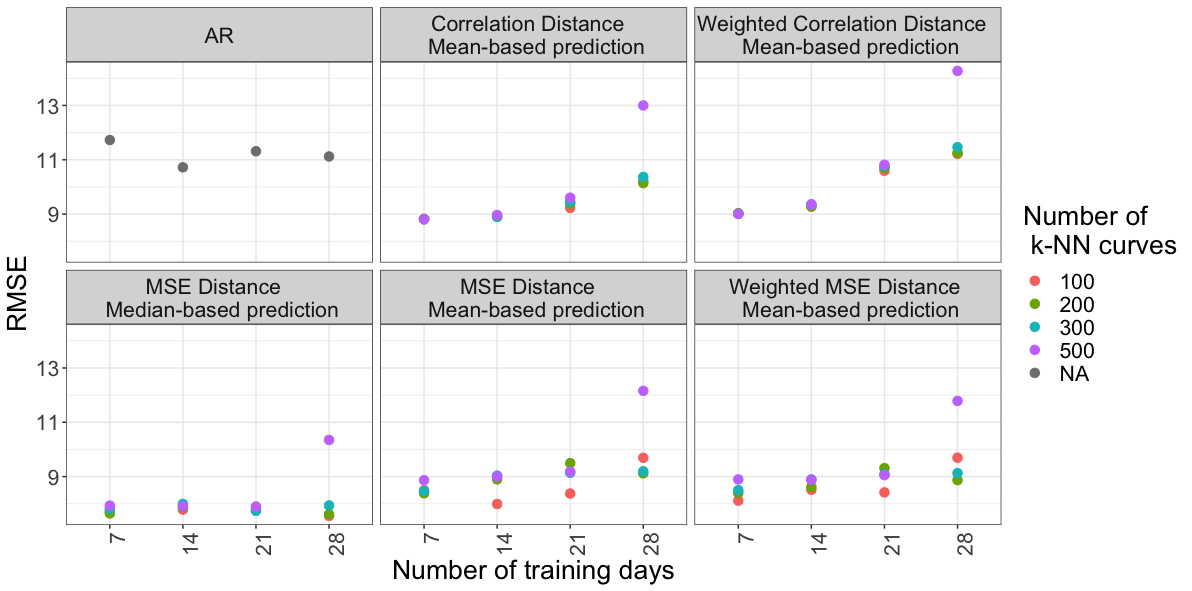 AR
Correlation Distance
Mean-based prediction
Weighted Correlation Distance
Mean-based prediction
13
11
9
MSE Distance
Median-based prediction
MSE Distance
Mean-based prediction
Weighted MSE Distance
Mean-based prediction
13
11
9
RMSE
7
14
21
28
7
14
21
28
7
14
21
28
Number of training days
Number of
k-NN curves
100
200
300
500
NA